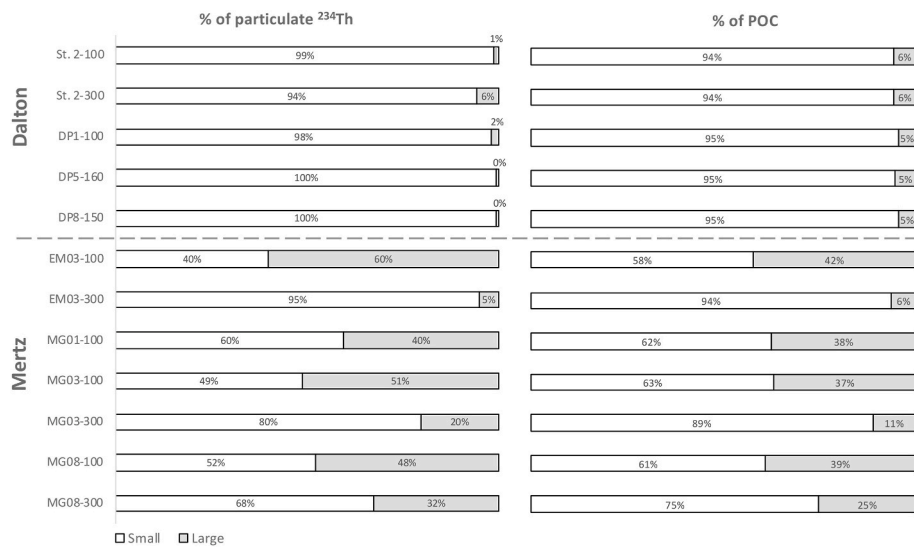 % of particulate ²³⁴Th
% of POC
Dalton
St. 2-100 99% 1% 94% 6%
St. 2-300 94% 6% 94% 6%
DP1-100 98% 2% 95% 5%
DP5-160 100% 0% 95% 5%
DP8-150 100% 0% 95% 5%
Mertz
EM03-100 40% 60% 58% 42%
EM03-300 95% 5% 94% 6%
MG01-100 60% 40% 62% 38%
MG03-100 49% 51% 63% 37%
MG03-300 80% 20% 89% 11%
MG08-100 52% 48% 61% 39%
MG08-300 68% 32% 75% 25%
Small Large